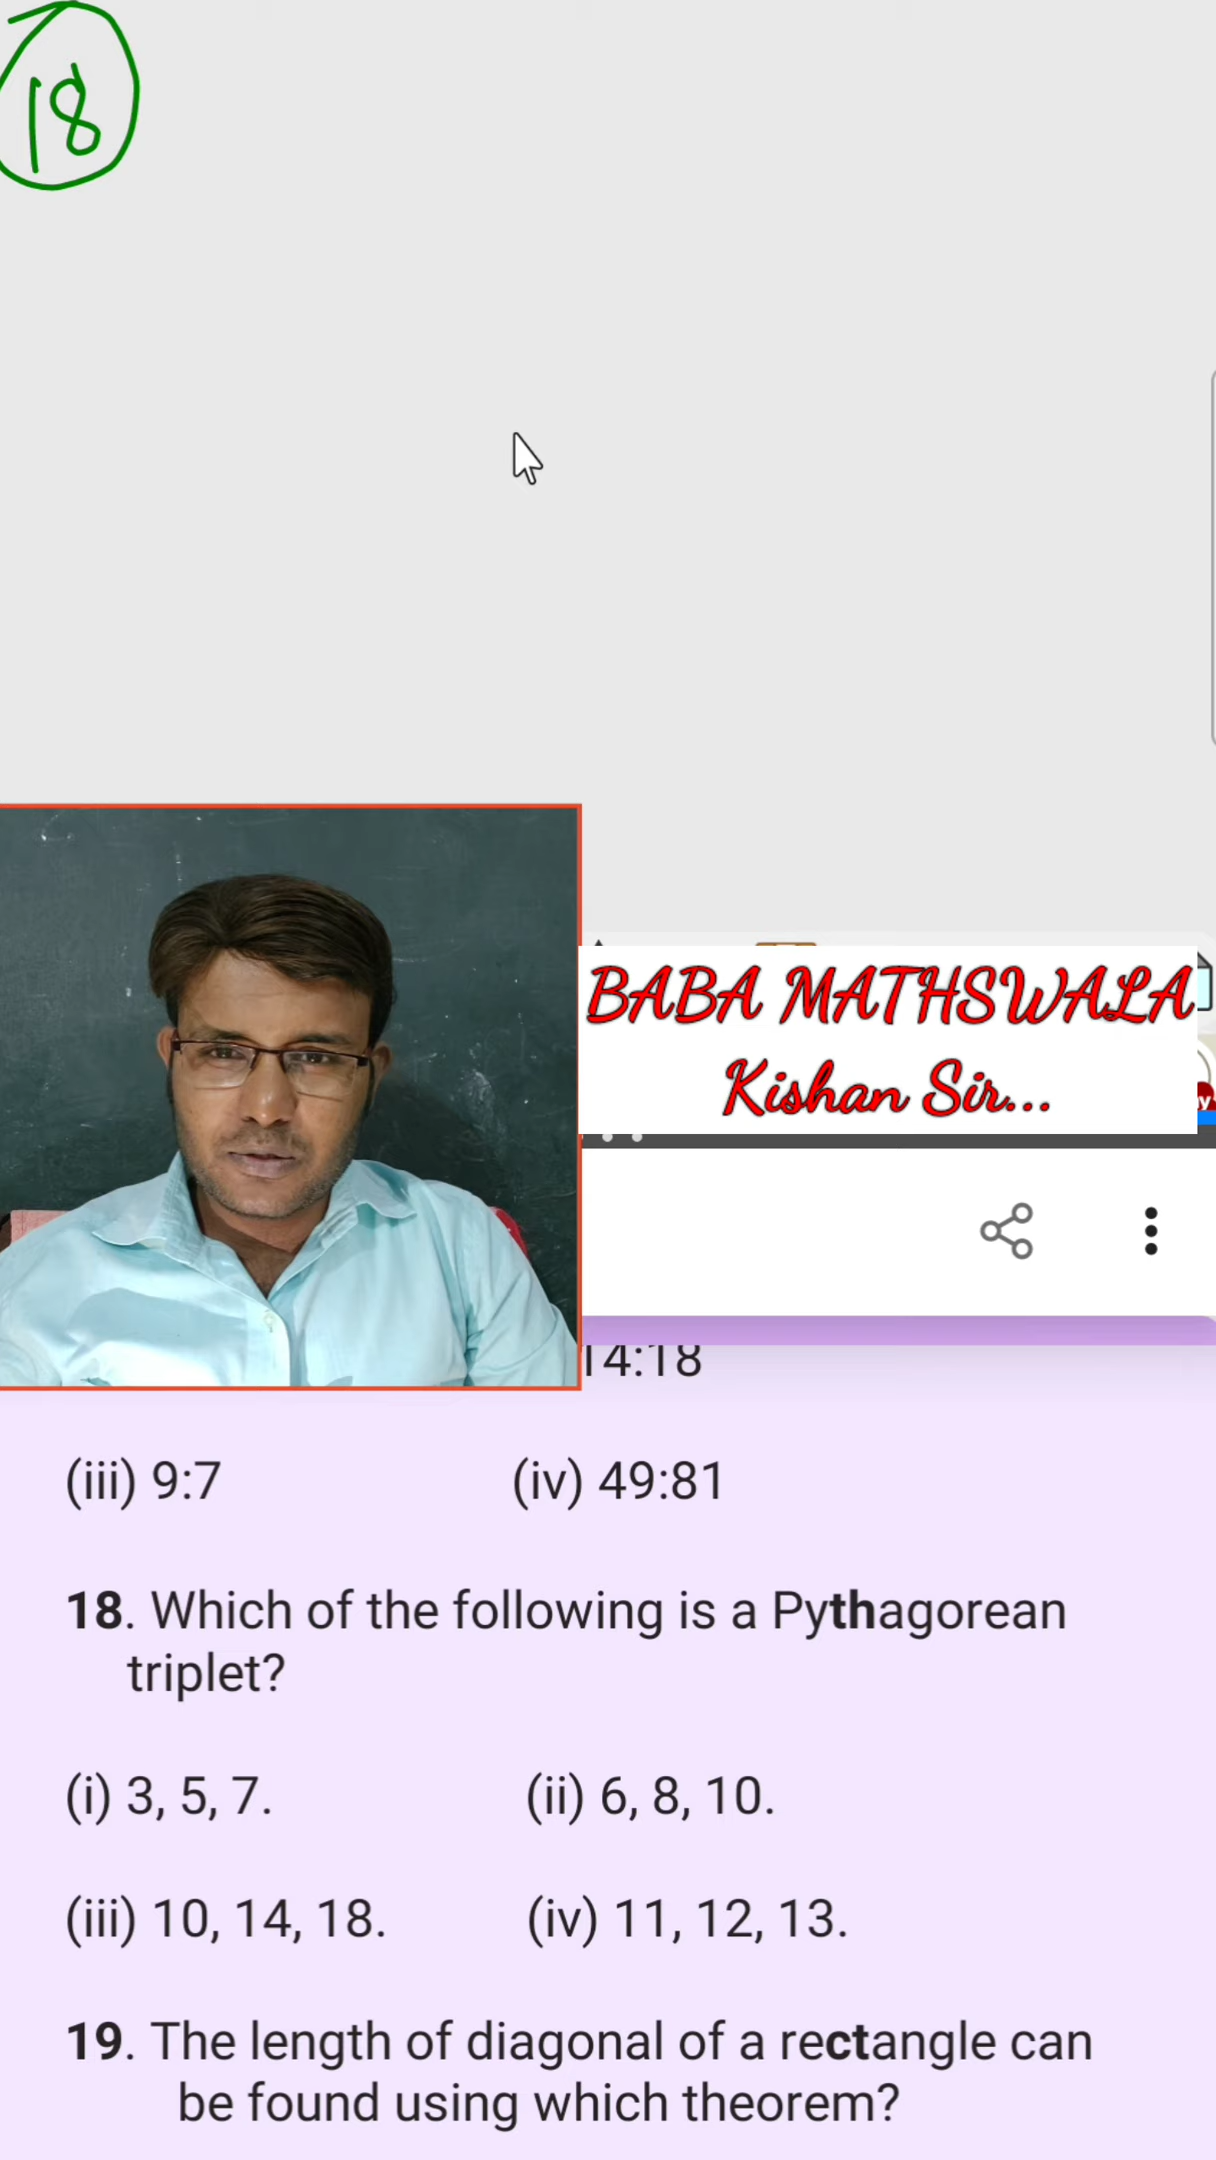 18
BABA MATHSWALA
Kishan Sir...
14:18
(iii) 9:7 (iv) 49:81
18. Which of the following is a Pythagorean
triplet?
(i) 3, 5, 7. (ii) 6, 8, 10.
(iii) 10, 14, 18. (iv) 11, 12, 13.
19. The length of diagonal of a rectangle can
be found using which theorem?